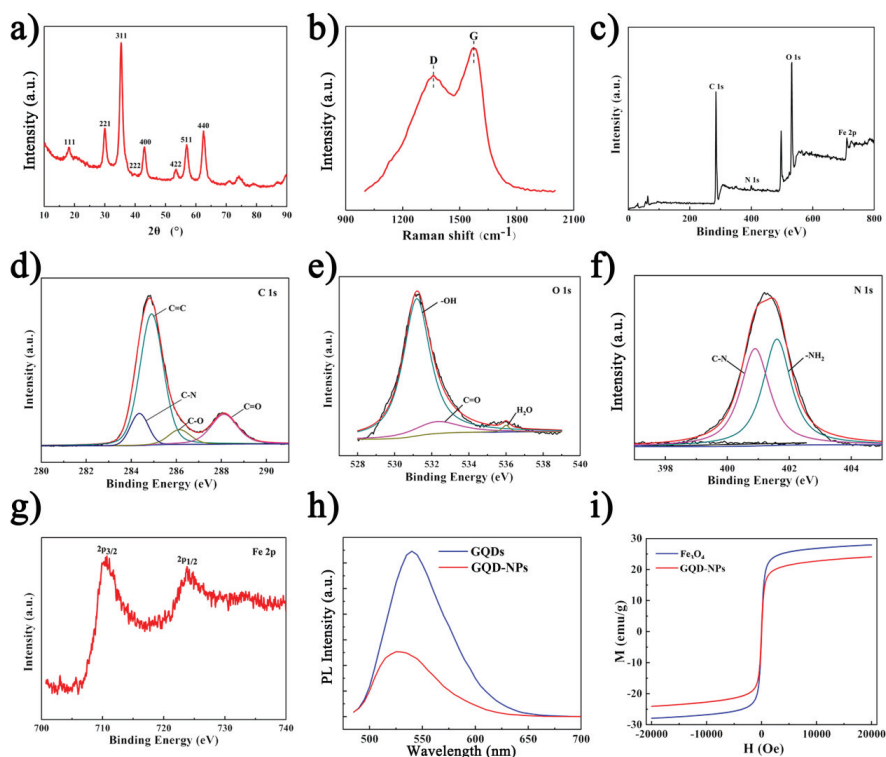 a)
Intensity (a.u.)
111
221
311
222
400
422
511
440
10 20 30 40 50 60 70 80 90
2θ (°)
b)
Intensity (a.u.)
D
G
900 1200 1500 1800 2100
Raman shift (cm-1)
c)
Intensity (a.u.)
C 1s
N 1s
O 1s
Fe 2p
0 200 400 600 800
Binding Energy (eV)
d)
Intensity (a.u.)
C 1s
C=C
C-N
C-O
C=O
280 282 284 286 288 290
Binding Energy (eV)
e)
Intensity (a.u.)
O 1s
-OH
C=O
H2O
528 530 532 534 536 538 540
Binding Energy (eV)
f)
Intensity (a.u.)
N 1s
C-N
-NH2
398 400 402 404
Binding Energy (eV)
g)
Intensity (a.u.)
2p3/2
2p1/2
Fe 2p
700 710 720 730 740
Binding Energy (eV)
h)
PL Intensity (a.u.)
GQDs
GQD-NPs
500 550 600 650 700
Wavelength (nm)
i)
M (emu/g)
30
20
10
0
-10
-20
-30
Fe3O4
GQD-NPs
-20000 -10000 0 10000 20000
H (Oe)